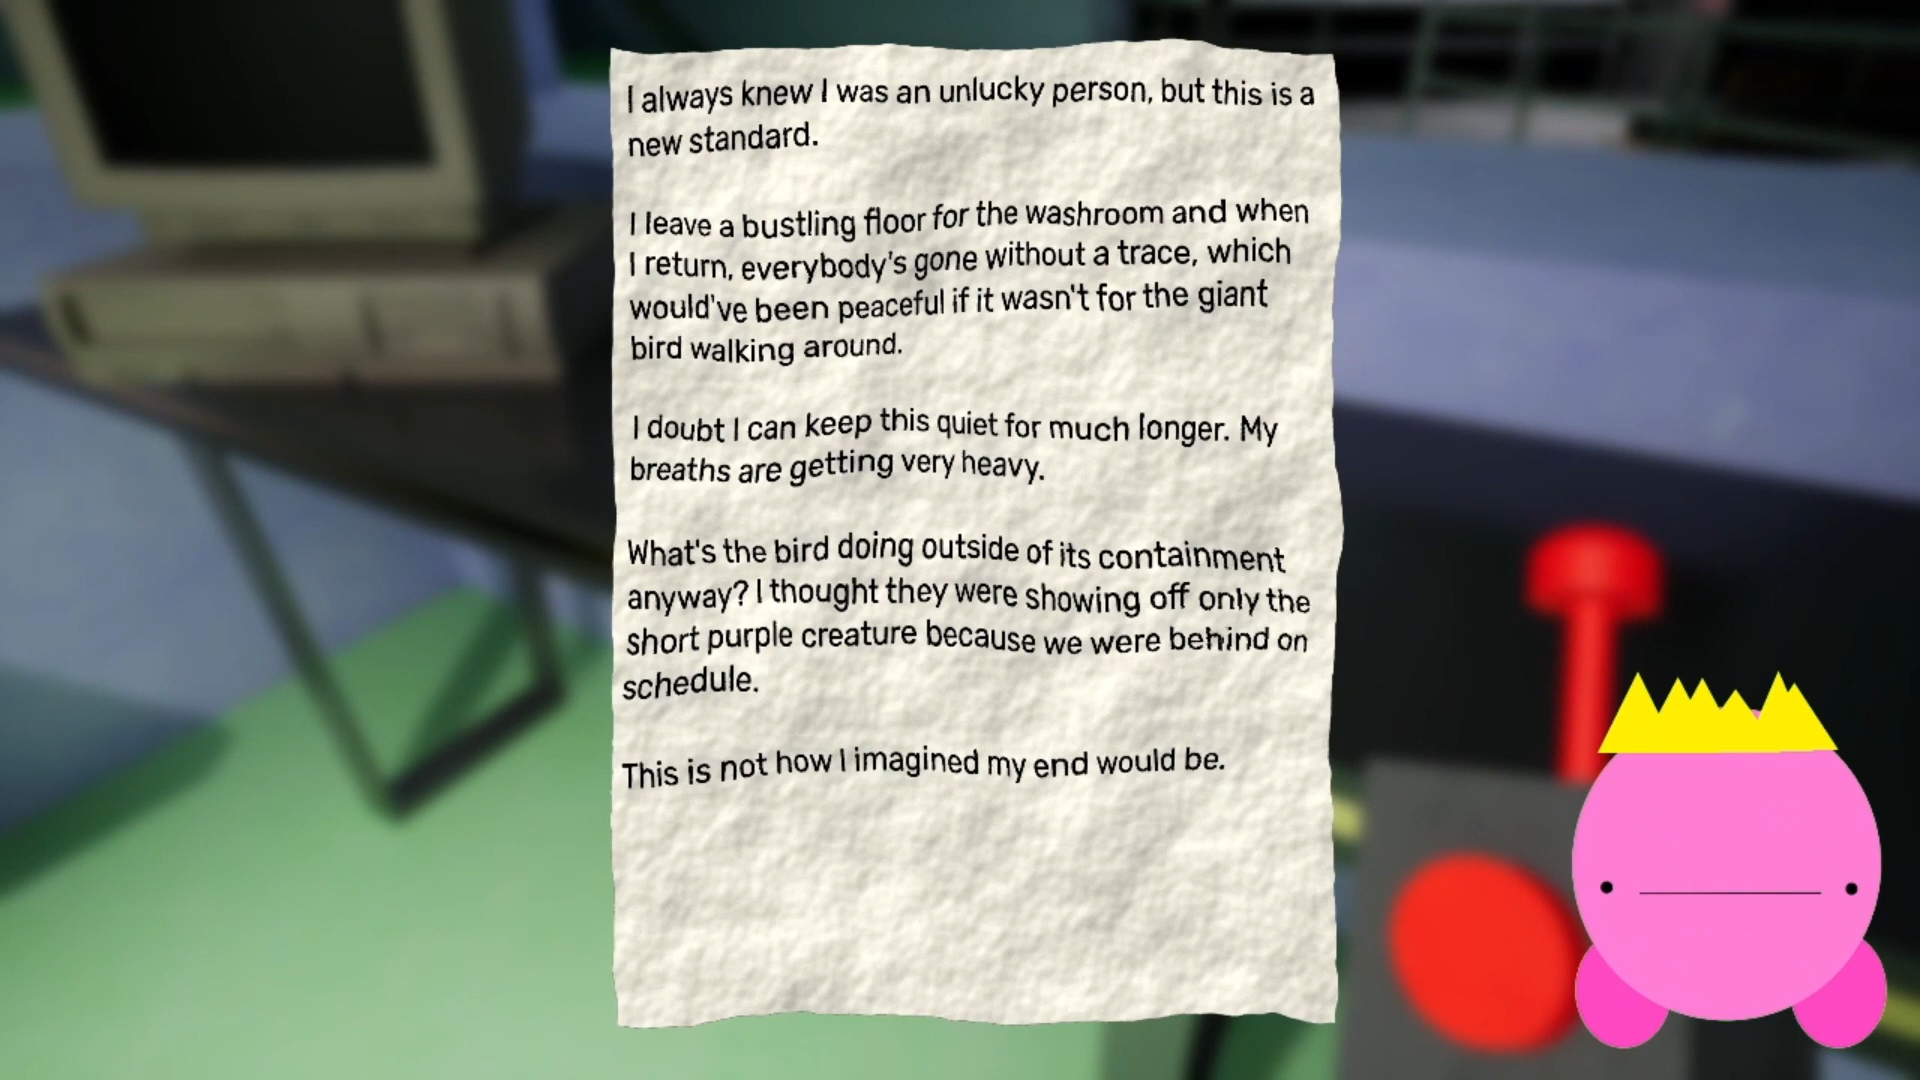 I always knew I was an unlucky person, but this is a
new standard.
I leave a bustling floor for the washroom and when
I return, everybody's gone without a trace, which
would've been peaceful if it wasn't for the giant
bird walking around.
I doubt I can keep this quiet for much longer. My
breaths are getting very heavy.
What's the bird doing outside of its containment
anyway? I thought they were showing off only the
short purple creature because we were behind on
schedule.
This is not how I imagined my end would be.